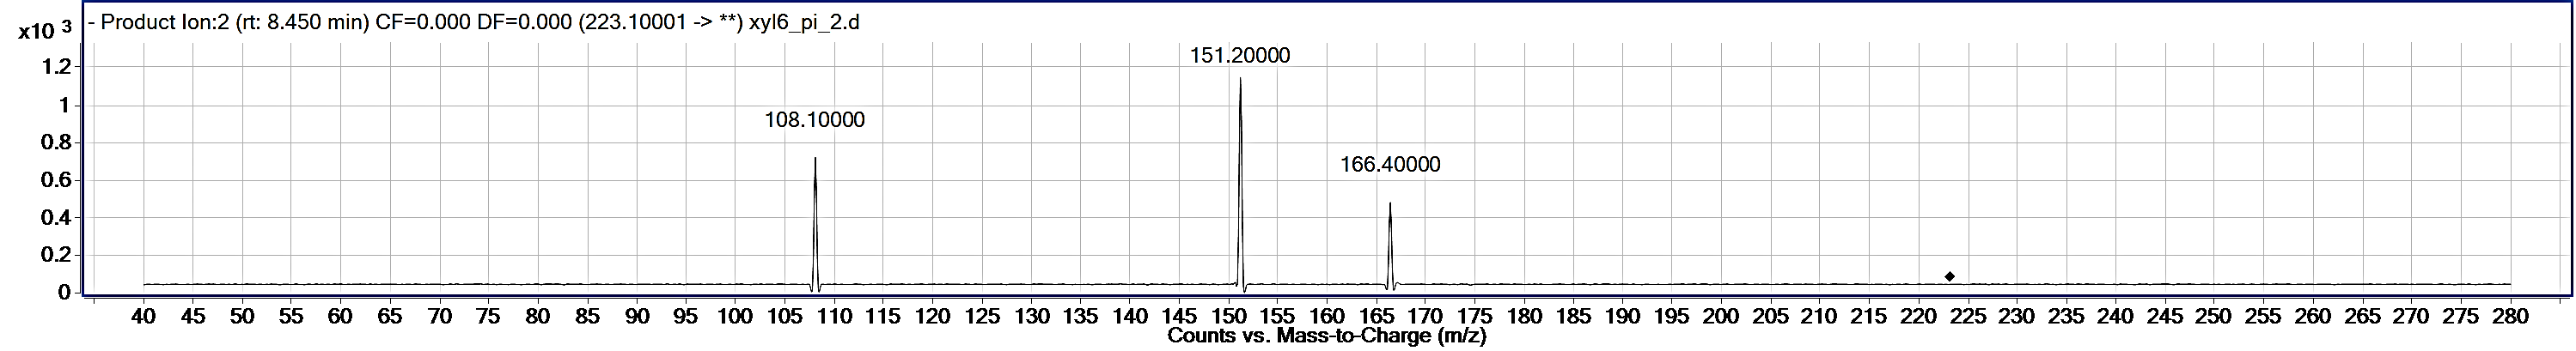 - Product Ion:2 (rt: 8.450 min) CF=0.000 DF=0.000 (223.10001 -> **) xyl6_pi_2.d
x10 3
1.2
1
0.8
0.6
0.4
0.2
0
151.20000
108.10000
166.40000
40 45 50 55 60 65 70 75 80 85 90 95 100 105 110 115 120 125 130 135 140 145 150 155 160 165 170 175 180 185 190 195 200 205 210 215 220 225 230 235 240 245 250 255 260 265 270 275 280
Counts vs. Mass-to-Charge (m/z)